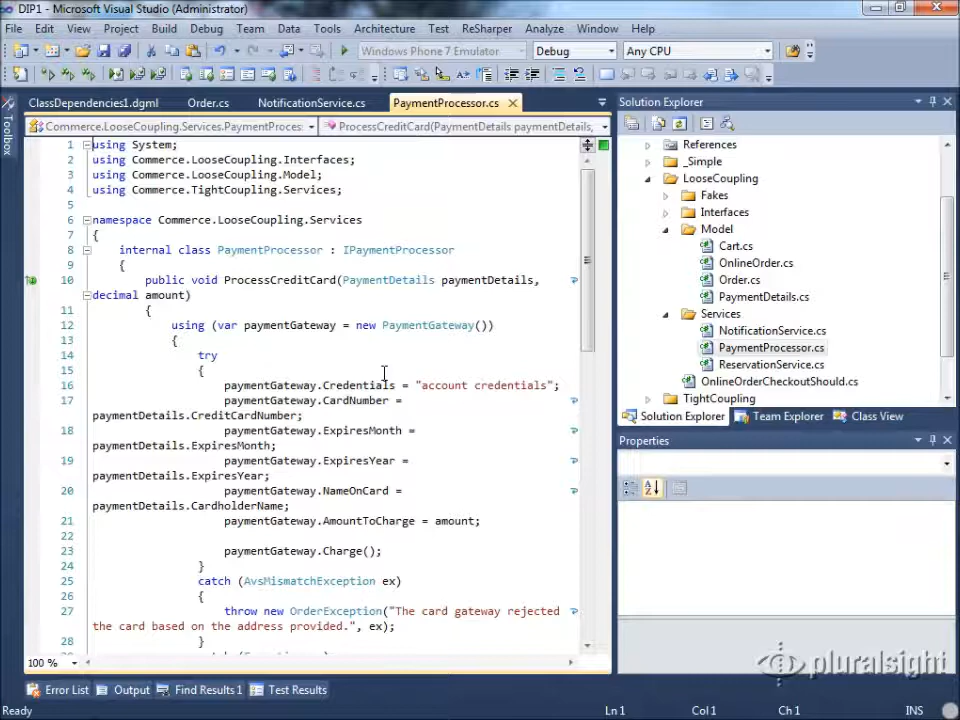 DIP1 - Microsoft Visual Studio (Administrator)
File Edit View Project Build Debug Team Data Tools Architecture Test ReSharper Analyze Window Help
Windows Phone 7 Emulator Debug Any CPU
Toolbox
ClassDependencies1.dgml Order.cs NotificationService.cs PaymentProcessor.cs
Commerce.LooseCoupling.Services.PaymentProces ProcessCreditCard(PaymentDetails paymentDetails,
1 using System;
2 using Commerce.LooseCoupling.Interfaces;
3 using Commerce.LooseCoupling.Model;
4 using Commerce.TightCoupling.Services;
5
6 namespace Commerce.LooseCoupling.Services
7 {
8 internal class PaymentProcessor : IPaymentProcessor
9 {
10 public void ProcessCreditCard(PaymentDetails paymentDetails,
decimal amount)
11 {
12 using (var paymentGateway = new PaymentGateway())
13 {
14 try
15 {
16 paymentGateway.Credentials = "account credentials";
17 paymentGateway.CardNumber =
paymentDetails.CreditCardNumber;
18 paymentGateway.ExpiresMonth =
paymentDetails.ExpiresMonth;
19 paymentGateway.ExpiresYear =
paymentDetails.ExpiresYear;
20 paymentGateway.NameOnCard =
paymentDetails.CardholderName;
21 paymentGateway.AmountToCharge = amount;
22
23 paymentGateway.Charge();
24 }
25 catch (AvsMismatchException ex)
26 {
27 throw new OrderException("The card gateway rejected
the card based on the address provided.", ex);
28 }
100 %
Solution Explorer
References
_Simple
LooseCoupling
Fakes
Interfaces
Model
Cart.cs
OnlineOrder.cs
Order.cs
PaymentDetails.cs
Services
NotificationService.cs
PaymentProcessor.cs
ReservationService.cs
OnlineOrderCheckoutShould.cs
TightCoupling
Solution Explorer Team Explorer Class View
Properties
pluralsight
Error List Output Find Results 1 Test Results
Ready Ln 1 Col 1 Ch 1 INS